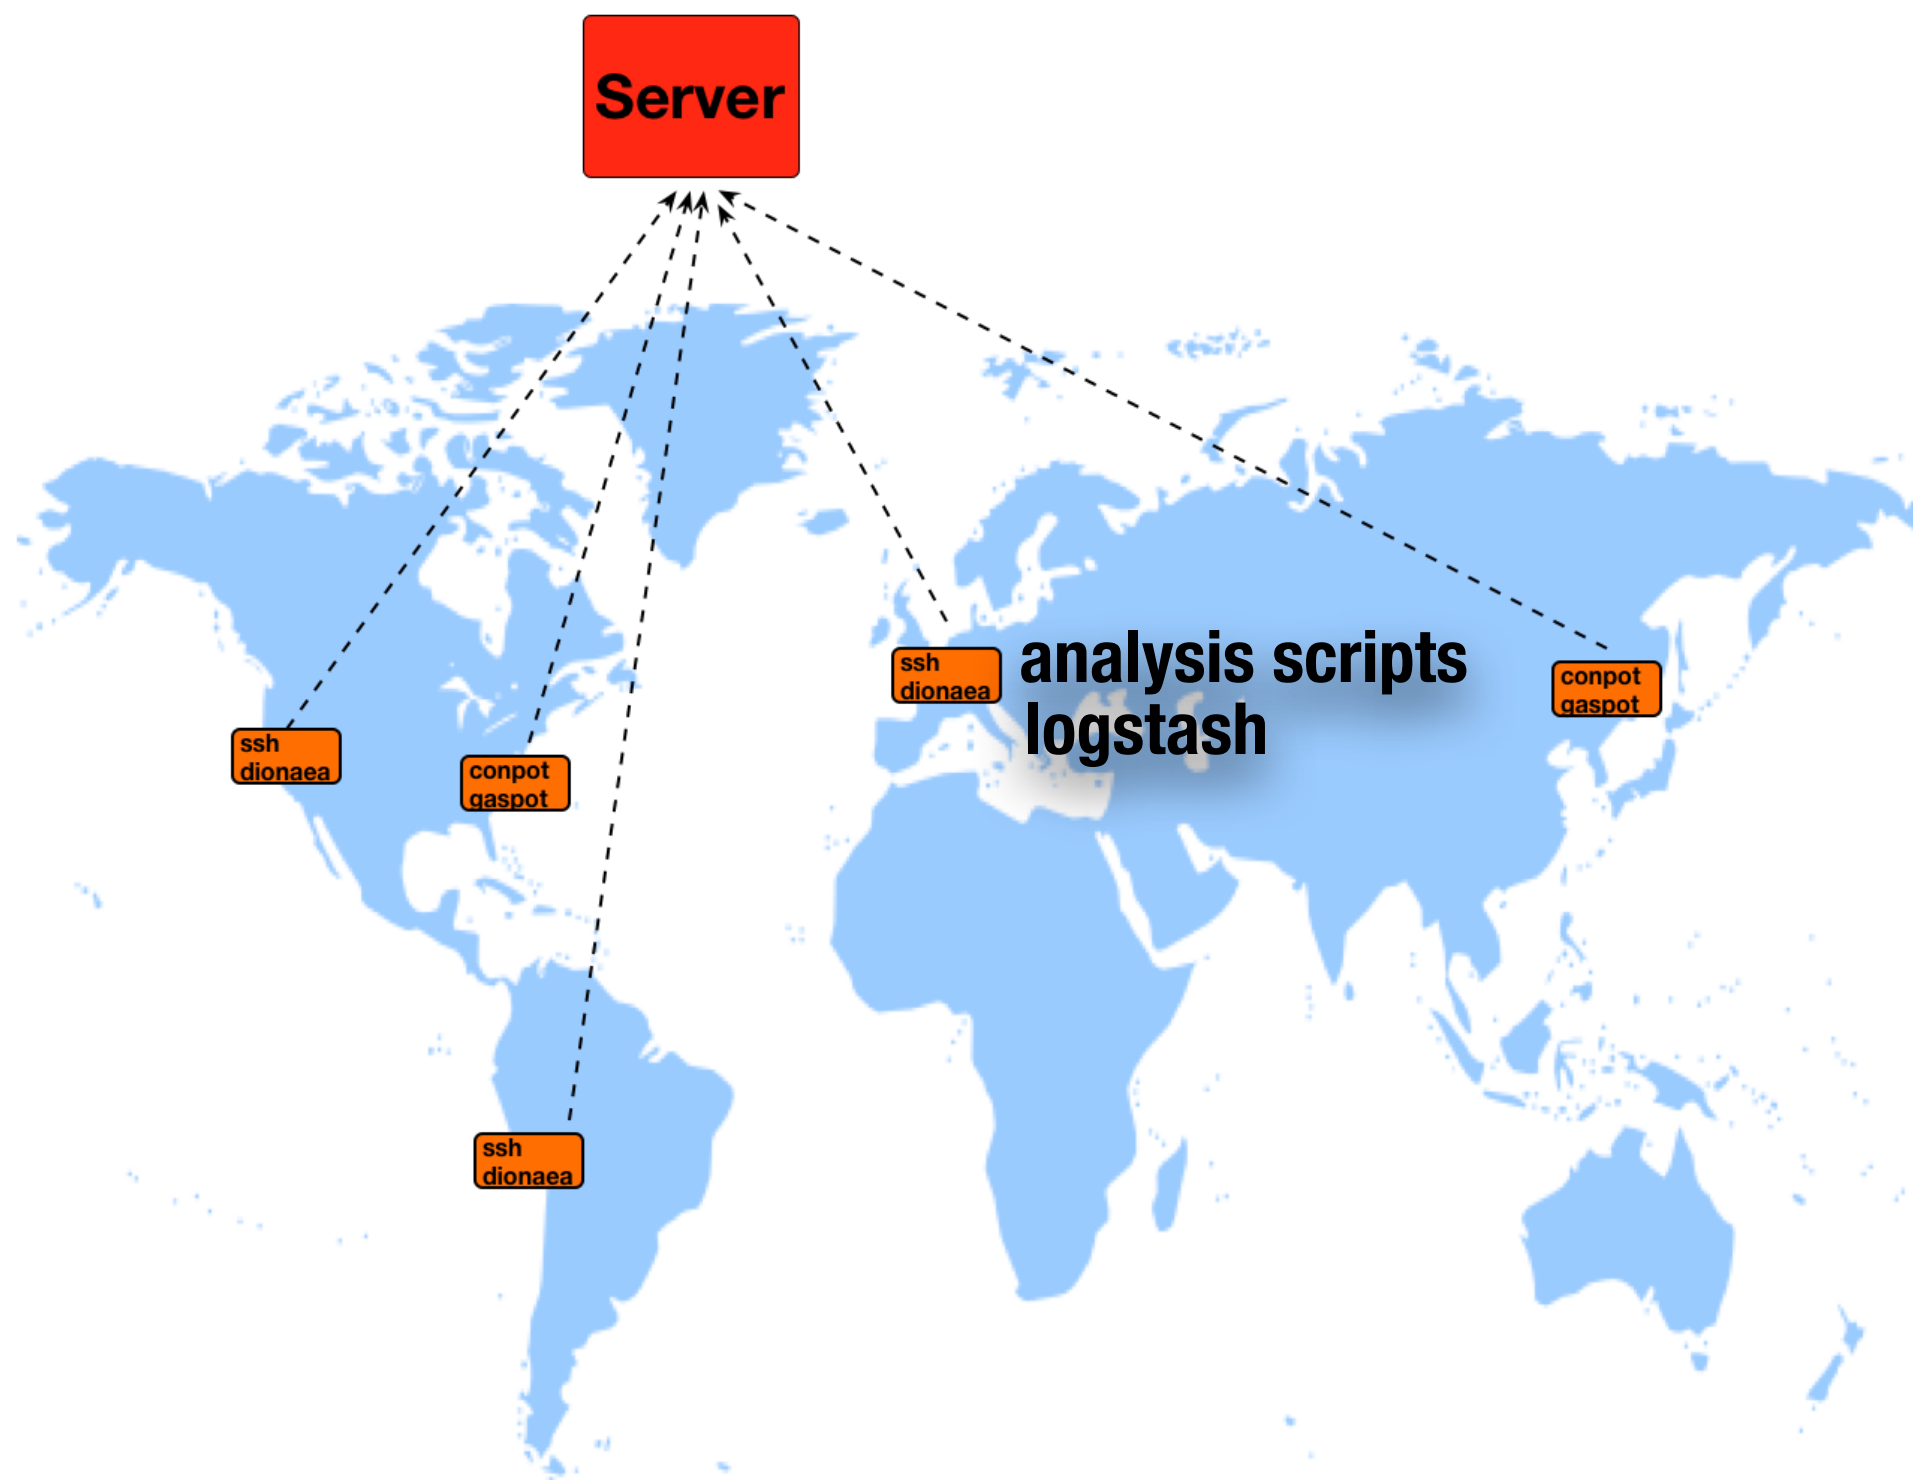 Server
ssh
dionaea
analysis scripts
logstash
conpot
gaspot
ssh
dionaea
conpot
gaspot
ssh
dionaea